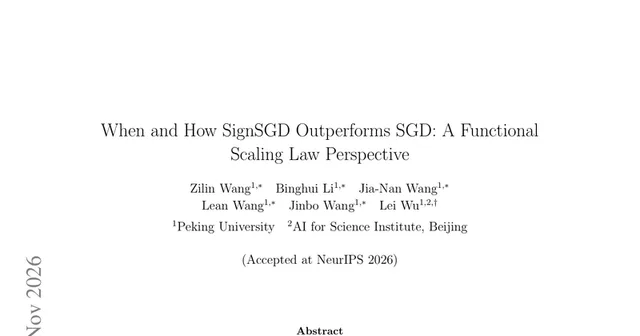 When and How SignSGD Outperforms SGD: A Functional
Scaling Law Perspective
Zilin Wang¹,* Binghui Li¹,* Jia-Nan Wang¹,*
Lean Wang¹,* Jinbo Wang¹,* Lei Wu¹,²,†
¹Peking University ²AI for Science Institute, Beijing
(Accepted at NeurIPS 2026)
Nov 2026
Abstract